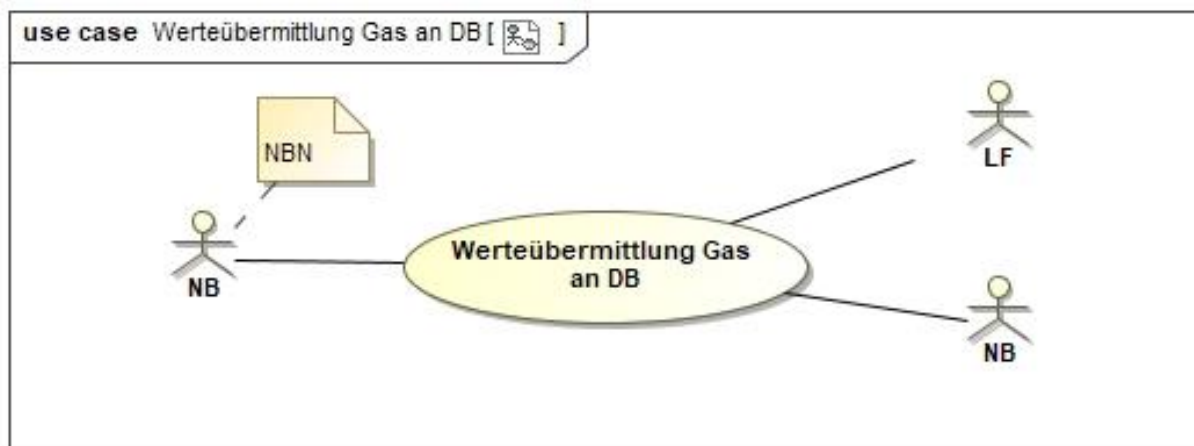 use case Werteübermittlung Gas an DB [ ]
NBN
LF
NB
Werteübermittlung Gas
an DB
NB